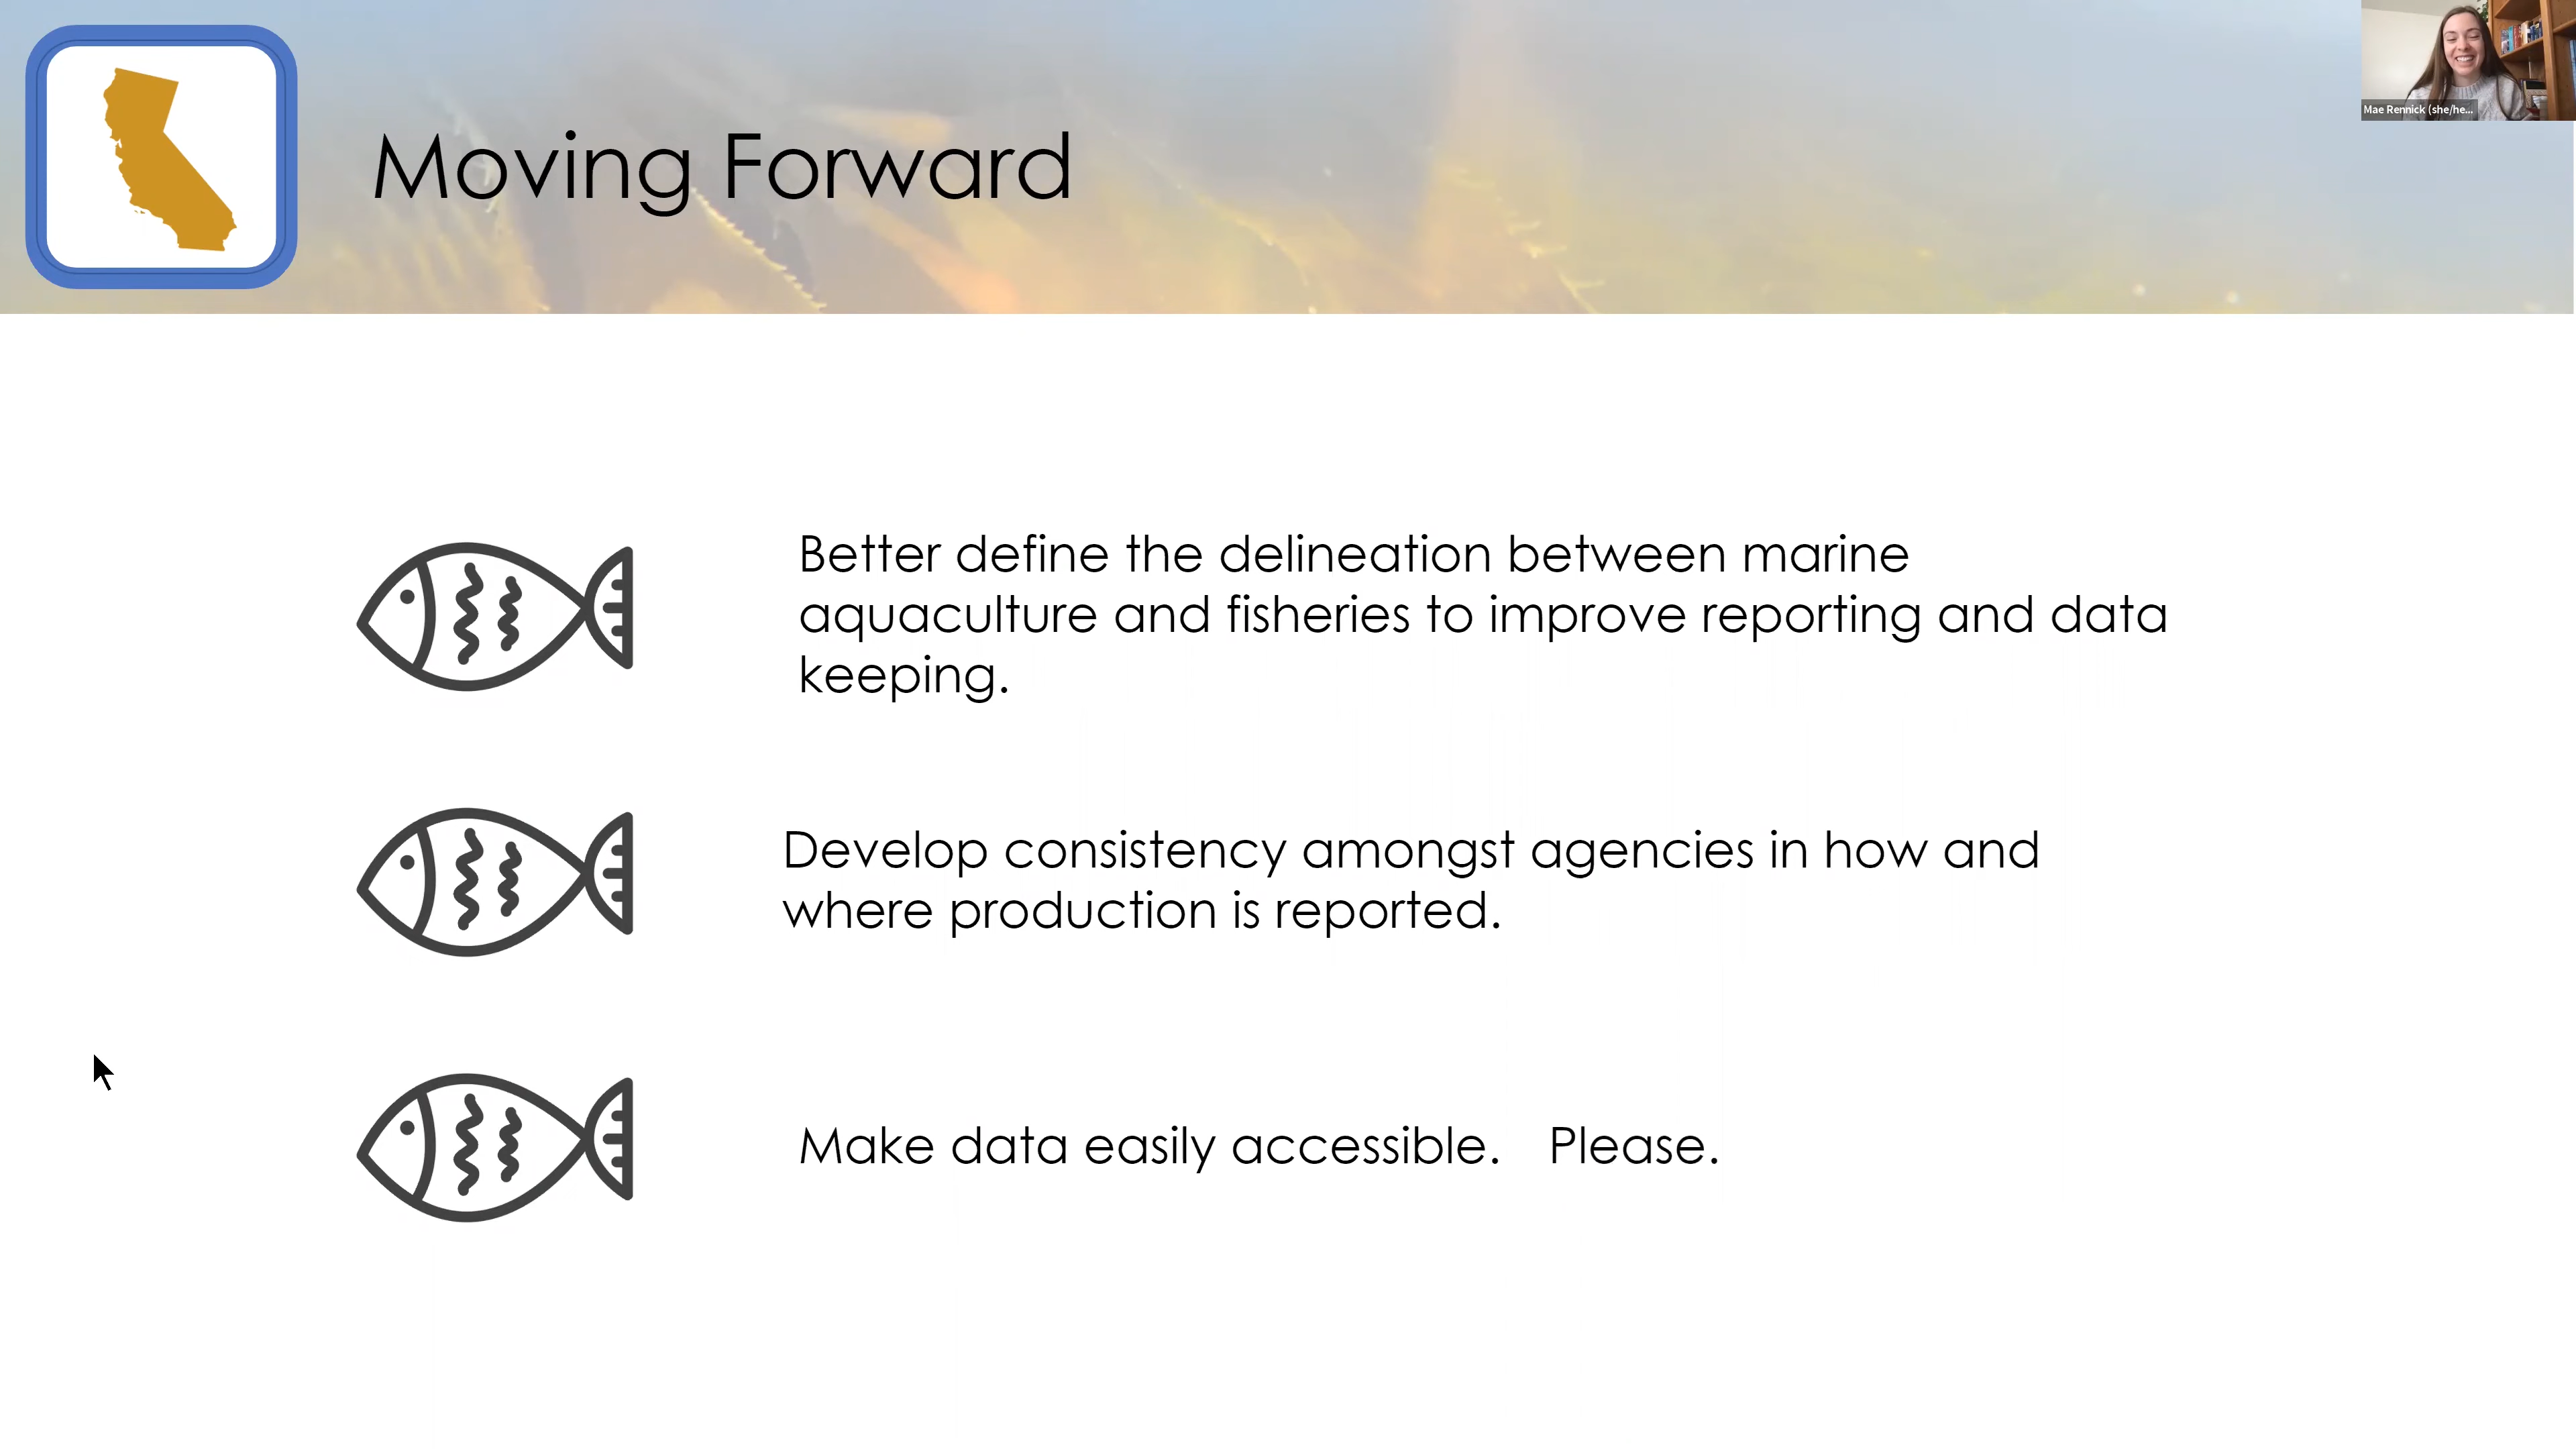 Mae Rennick (she/he...
Moving Forward
Better define the delineation between marine
aquaculture and fisheries to improve reporting and data
keeping.
Develop consistency amongst agencies in how and
where production is reported.
Make data easily accessible. Please.